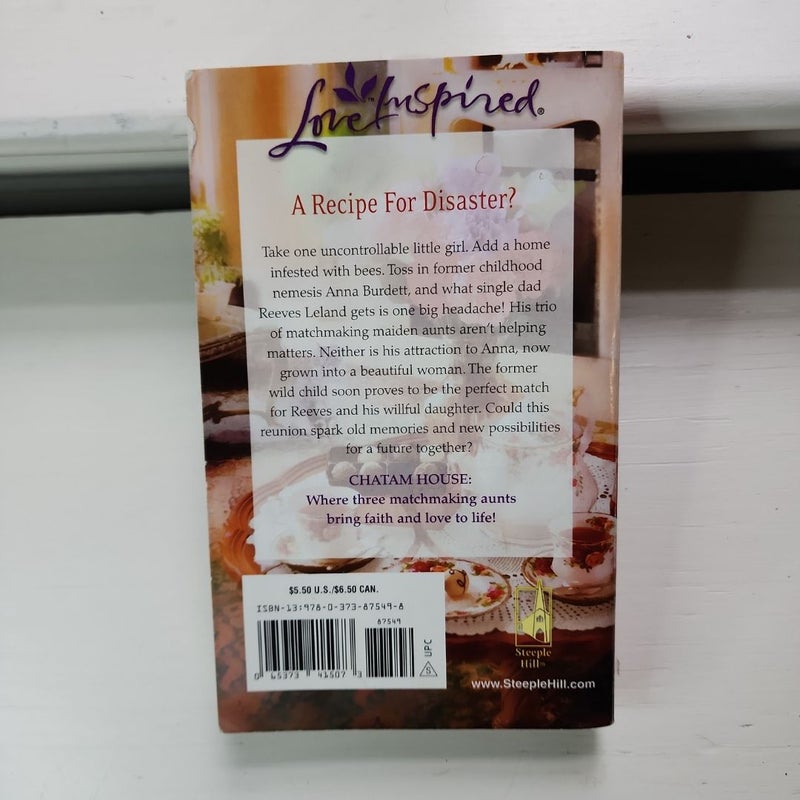 Love Inspired®
A Recipe For Disaster?
Take one uncontrollable little girl. Add a home
infested with bees. Toss in former childhood
nemesis Anna Burdett, and what single dad
Reeves Leland gets is one big headache! His trio
of matchmaking maiden aunts aren't helping
matters. Neither is his attraction to Anna, now
grown into a beautiful woman. The former
wild child soon proves to be the perfect match
for Reeves and his willful daughter. Could this
reunion spark old memories and new possibilities
for a future together?
CHATAM HOUSE:
Where three matchmaking aunts
bring faith and love to life!
$5.50 U.S./$6.50 CAN.
ISBN-13:978-0-373-87549-8
87549
0 65373 41507 3
UPC
S
Steeple
Hill™
www.SteepleHill.com